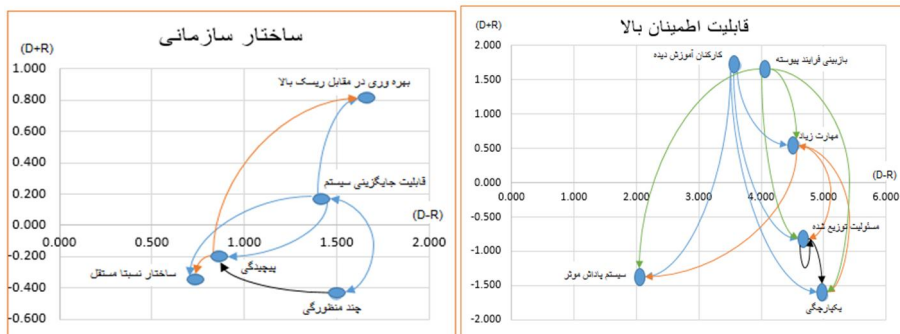 ساختار سازمانی
(D+R)
1.000
0.800
0.600
0.400
0.200
0.000
-0.200
-0.400
-0.600
0.000
0.500
1.000
1.500
2.000
(D-R)
بهره وری در مقابل ریسک بالا
قابلیت جایگزینی سیستم
پیچیدگی
ساختار نسبتا مستقل
چند منظورگی
قابلیت اطمینان بالا
(D+R)
2.000
1.500
1.000
0.500
0.000
-0.500
-1.000
-1.500
-2.000
0.000
1.000
2.000
3.000
4.000
5.000
6.000
(D-R)
کارکنان آموزش دیده
بازبینی فرایند پیوسته
مهارت زیاد
مسئولیت توزیع شده
سیستم پاداش موثر
یکپارچگی